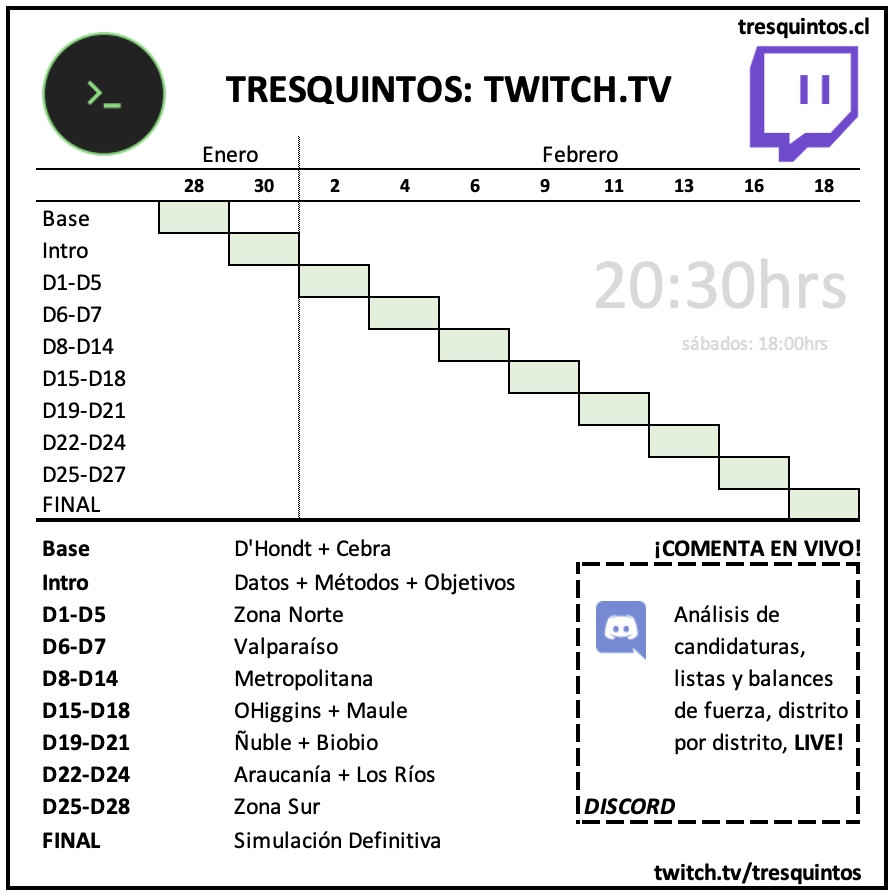 tresquintos.cl
>_
TRESQUINTOS: TWITCH.TV
Enero Febrero
28 30 2 4 6 9 11 13 16 18
Base
Intro
D1-D5
20:30hrs
D6-D7
D8-D14
sábados: 18:00hrs
D15-D18
D19-D21
D22-D24
D25-D27
FINAL
Base D'Hondt + Cebra
Intro Datos + Métodos + Objetivos
D1-D5 Zona Norte
D6-D7 Valparaíso
D8-D14 Metropolitana
D15-D18 OHiggins + Maule
D19-D21 Ñuble + Biobio
D22-D24 Araucanía + Los Ríos
D25-D28 Zona Sur
FINAL Simulación Definitiva
¡COMENTA EN VIVO!
Análisis de
candidaturas,
listas y balances
de fuerza, distrito
por distrito, LIVE!
DISCORD
twitch.tv/tresquintos